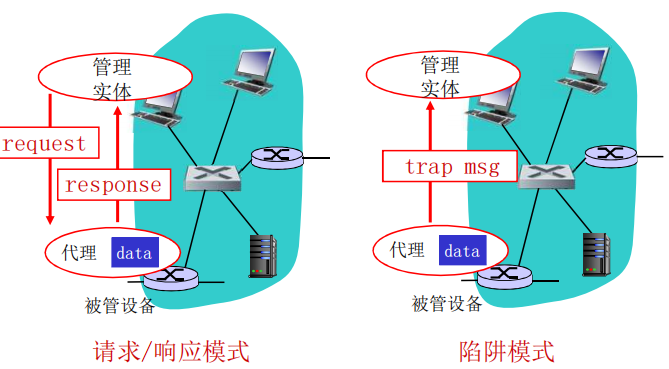 管理
实体
request
response
代理
data
被管设备
请求/响应模式
管理
实体
trap msg
代理
data
被管设备
陷阱模式